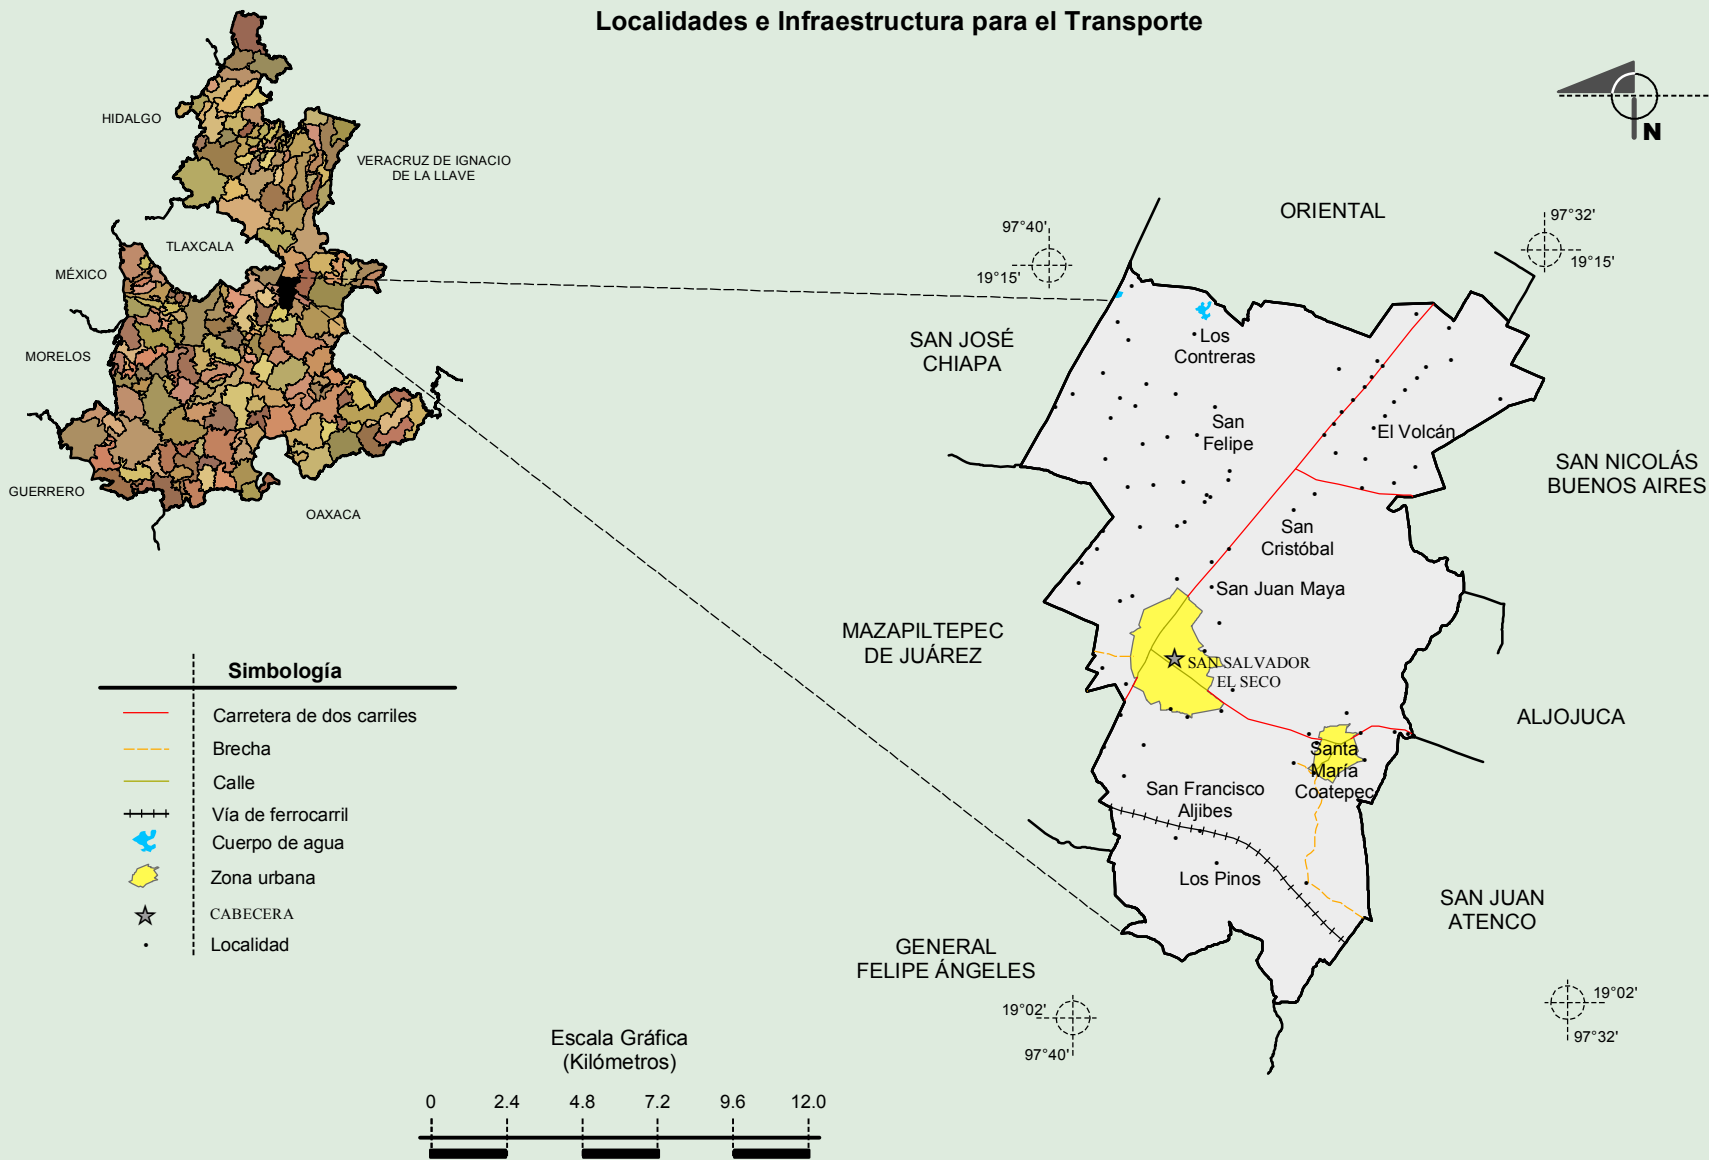 Localidades e Infraestructura para el Transporte
HIDALGO
VERACRUZ DE IGNACIO
DE LA LLAVE
TLAXCALA
MÉXICO
MORELOS
GUERRERO
OAXACA
N
ORIENTAL
97°40'
19°15'
97°32'
19°15'
SAN JOSÉ
CHIAPA
Los
Contreras
San
Felipe
El Volcán
SAN NICOLÁS
BUENOS AIRES
San
Cristóbal
San Juan Maya
MAZAPILTEPEC
DE JUÁREZ
SAN SALVADOR
EL SECO
ALJOJUCA
Santa
María
Coatepec
San Francisco
Aljibes
Los Pinos
SAN JUAN
ATENCO
GENERAL
FELIPE ÁNGELES
19°02'
97°40'
19°02'
97°32'
Simbología
Carretera de dos carriles
Brecha
Calle
Vía de ferrocarril
Cuerpo de agua
Zona urbana
CABECERA
Localidad
Escala Gráfica
(Kilómetros)
0 2.4 4.8 7.2 9.6 12.0